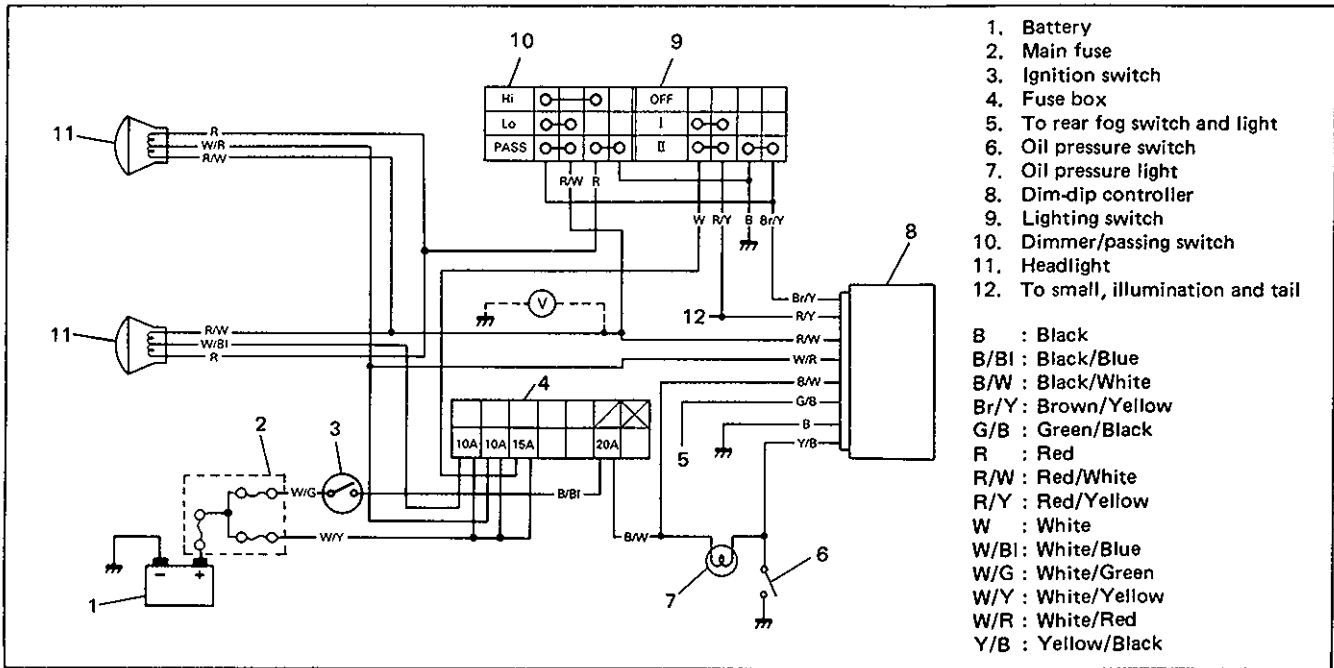 10
9
Hi
OFF
Lo
I
PASS
II
R/W
R
W
R/Y
B
Br/Y
11
R
W/R
R/W
V
12
8
Br/Y
R/Y
R/W
W/R
B/W
G/B
B
Y/B
11
R/W
W/Bl
R
4
10A
10A
15A
20A
5
2
3
W/G
B/Bl
W/Y
B/W
- +
1
7
6
1. Battery
2. Main fuse
3. Ignition switch
4. Fuse box
5. To rear fog switch and light
6. Oil pressure switch
7. Oil pressure light
8. Dim-dip controller
9. Lighting switch
10. Dimmer/passing switch
11. Headlight
12. To small, illumination and tail
B : Black
B/Bl : Black/Blue
B/W : Black/White
Br/Y : Brown/Yellow
G/B : Green/Black
R : Red
R/W : Red/White
R/Y : Red/Yellow
W : White
W/Bl : White/Blue
W/G : White/Green
W/Y : White/Yellow
W/R : White/Red
Y/B : Yellow/Black